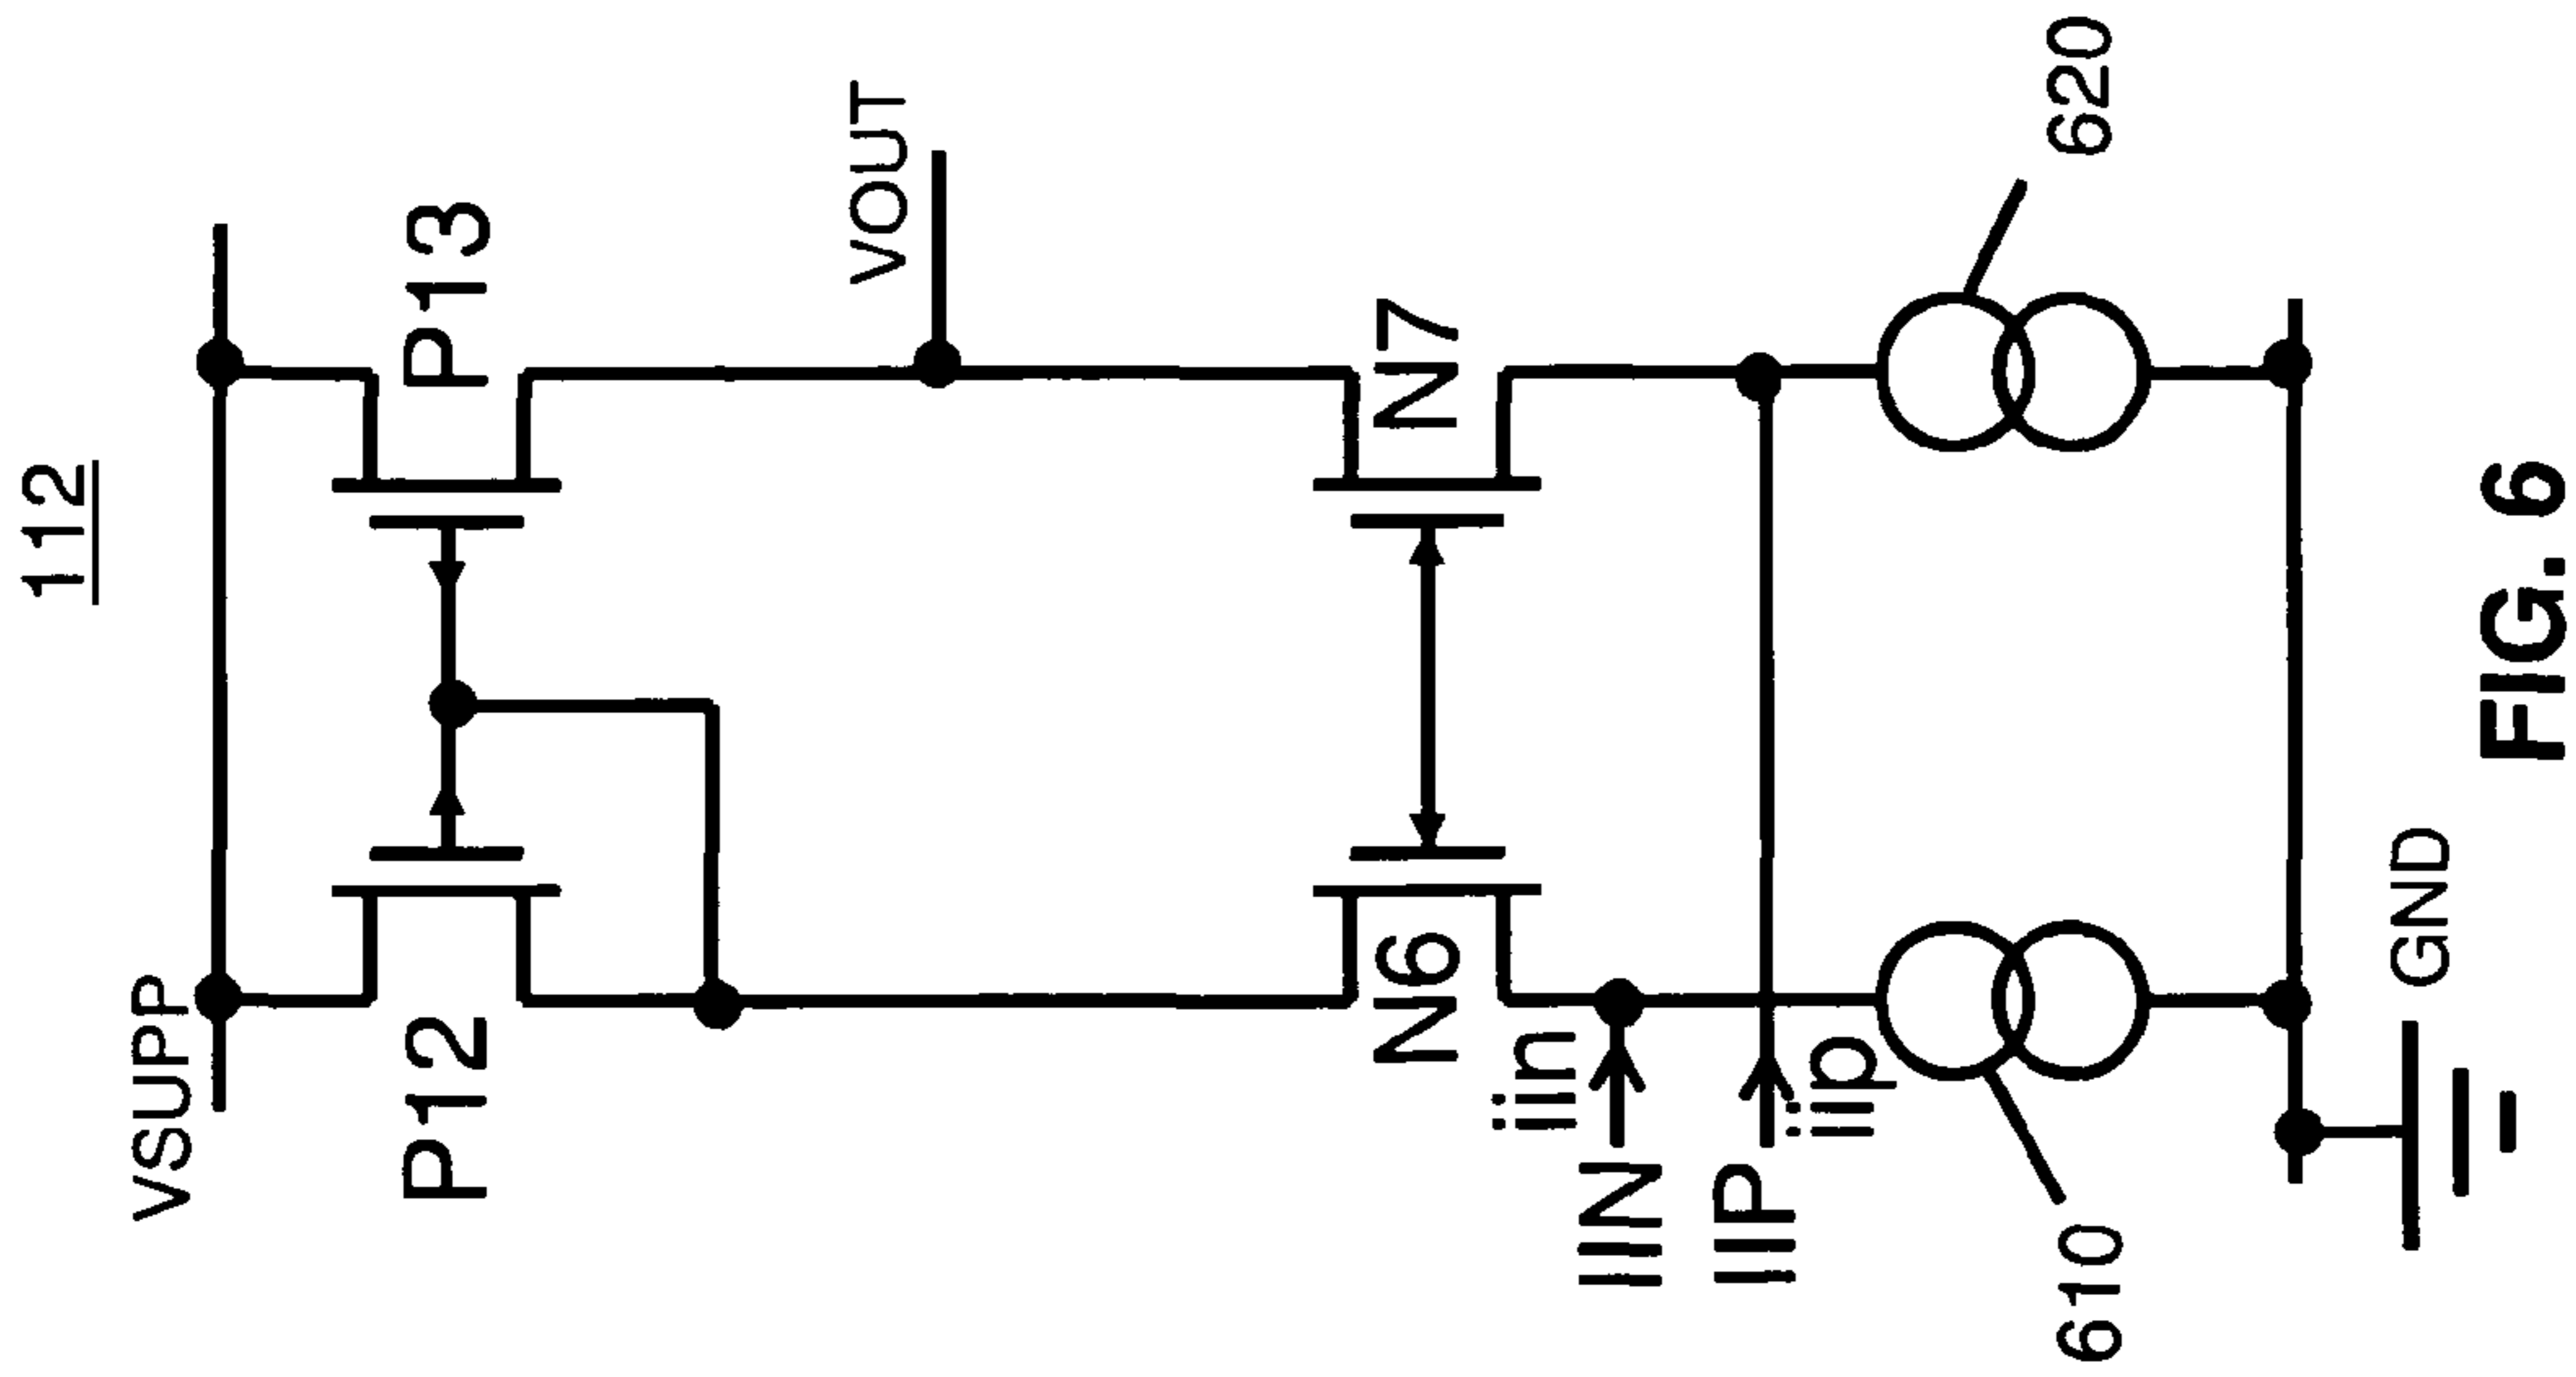 112
VSUPP
P12
P13
VOUT
N6
N7
iin
IIN
IIP
iip
610
620
GND
FIG. 6